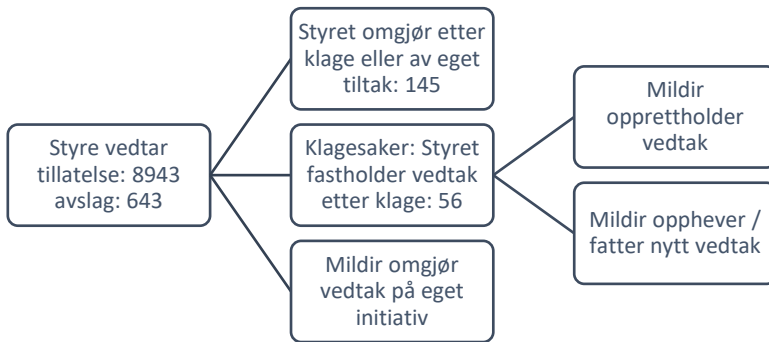 Styre vedtar
tillatelse: 8943
avslag: 643
Styret omgjør etter
klage eller av eget
tiltak: 145
Klagesaker: Styret
fastholder vedtak
etter klage: 56
Mildir omgjør
vedtak på eget
initiativ
Mildir
opprettholder
vedtak
Mildir opphever /
fatter nytt vedtak